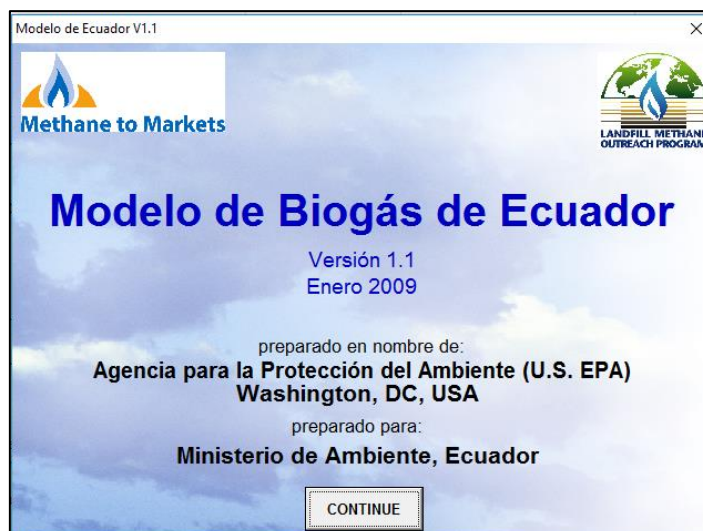 Modelo de Ecuador V1.1
Methane to Markets
LANDFILL METHANE
OUTREACH PROGRAM
Modelo de Biogás de Ecuador
Versión 1.1
Enero 2009
preparado en nombre de:
Agencia para la Protección del Ambiente (U.S. EPA)
Washington, DC, USA
preparado para:
Ministerio de Ambiente, Ecuador
CONTINUE